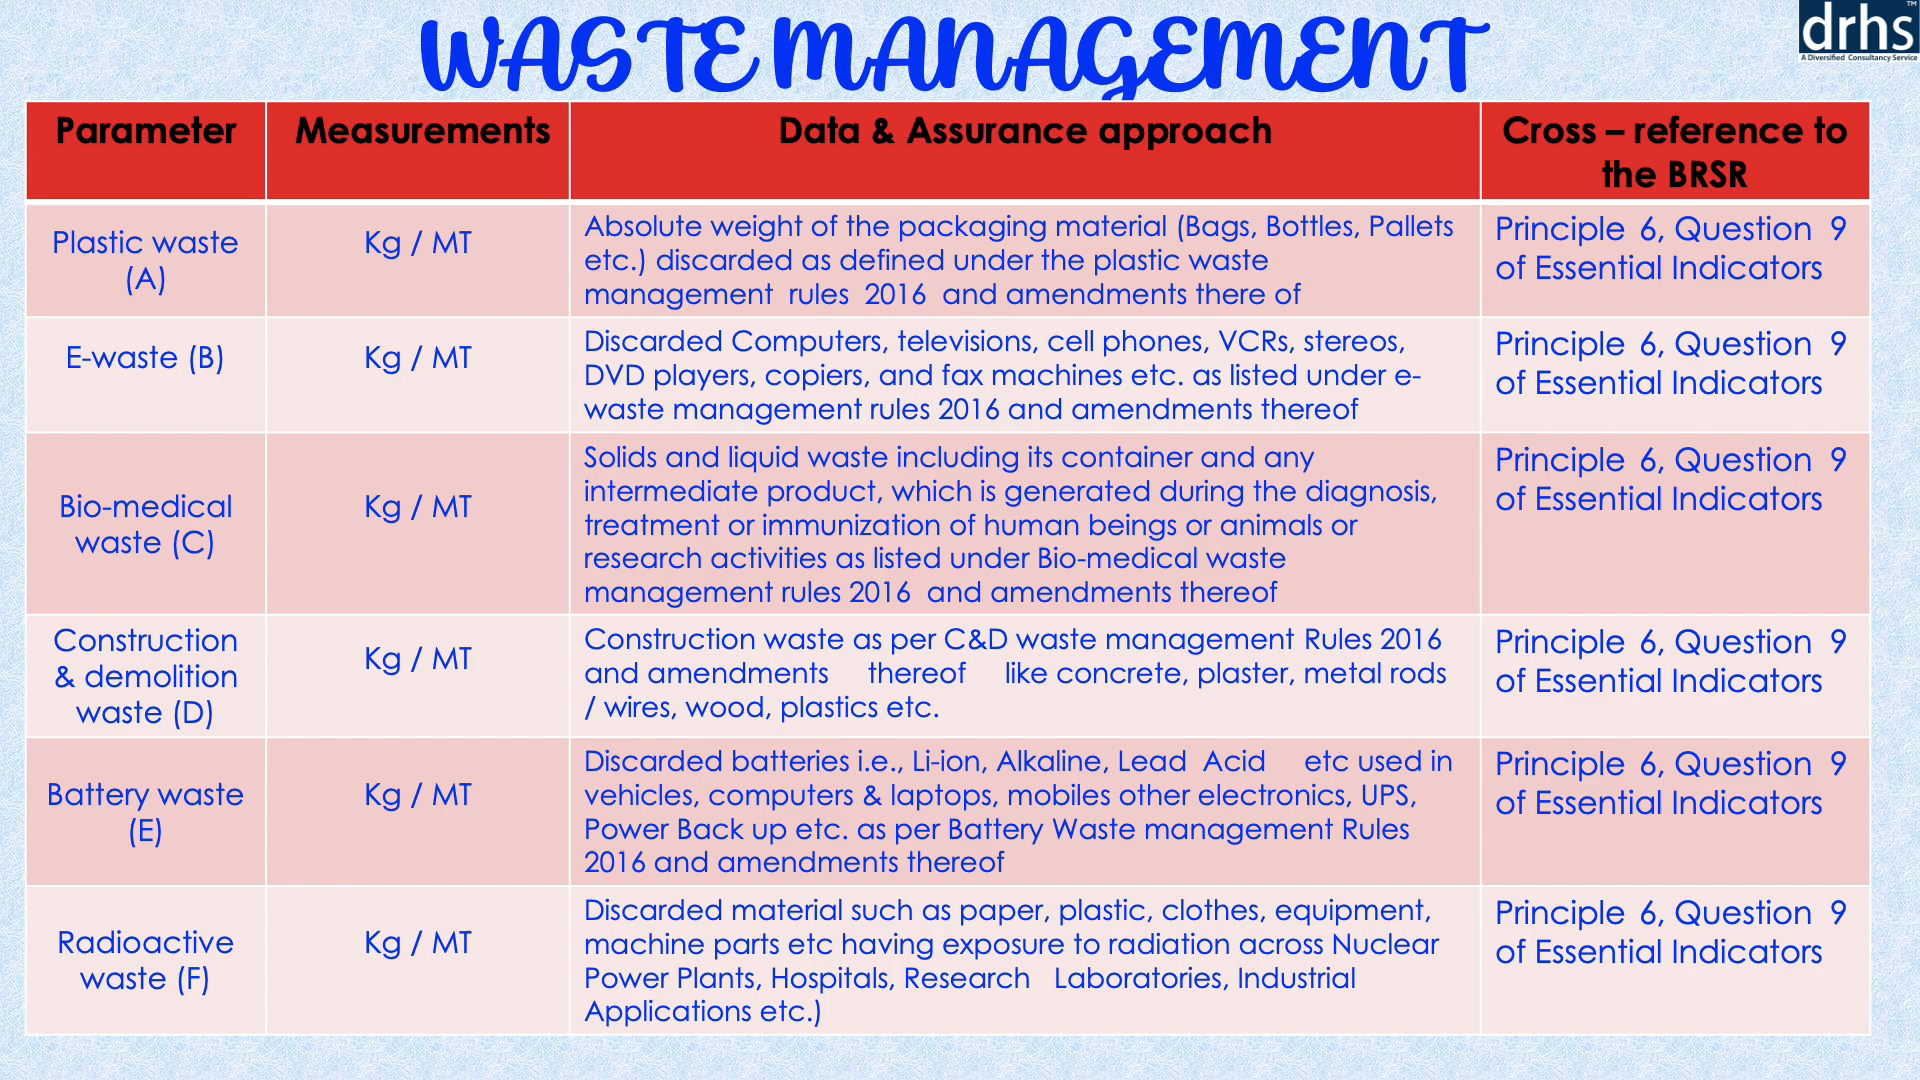 WASTE MANAGEMENT
drhs™
A Diversified Consultancy Service
Parameter
Measurements
Data & Assurance approach
Cross – reference to
the BRSR
Plastic waste
(A)
Kg / MT
Absolute weight of the packaging material (Bags, Bottles, Pallets
etc.) discarded as defined under the plastic waste
management rules 2016 and amendments there of
Principle 6, Question 9
of Essential Indicators
E-waste (B)
Kg / MT
Discarded Computers, televisions, cell phones, VCRs, stereos,
DVD players, copiers, and fax machines etc. as listed under e-
waste management rules 2016 and amendments thereof
Principle 6, Question 9
of Essential Indicators
Bio-medical
waste (C)
Kg / MT
Solids and liquid waste including its container and any
intermediate product, which is generated during the diagnosis,
treatment or immunization of human beings or animals or
research activities as listed under Bio-medical waste
management rules 2016 and amendments thereof
Principle 6, Question 9
of Essential Indicators
Construction
& demolition
waste (D)
Kg / MT
Construction waste as per C&D waste management Rules 2016
and amendments thereof like concrete, plaster, metal rods
/ wires, wood, plastics etc.
Principle 6, Question 9
of Essential Indicators
Battery waste
(E)
Kg / MT
Discarded batteries i.e., Li-ion, Alkaline, Lead Acid etc used in
vehicles, computers & laptops, mobiles other electronics, UPS,
Power Back up etc. as per Battery Waste management Rules
2016 and amendments thereof
Principle 6, Question 9
of Essential Indicators
Radioactive
waste (F)
Kg / MT
Discarded material such as paper, plastic, clothes, equipment,
machine parts etc having exposure to radiation across Nuclear
Power Plants, Hospitals, Research Laboratories, Industrial
Applications etc.)
Principle 6, Question 9
of Essential Indicators